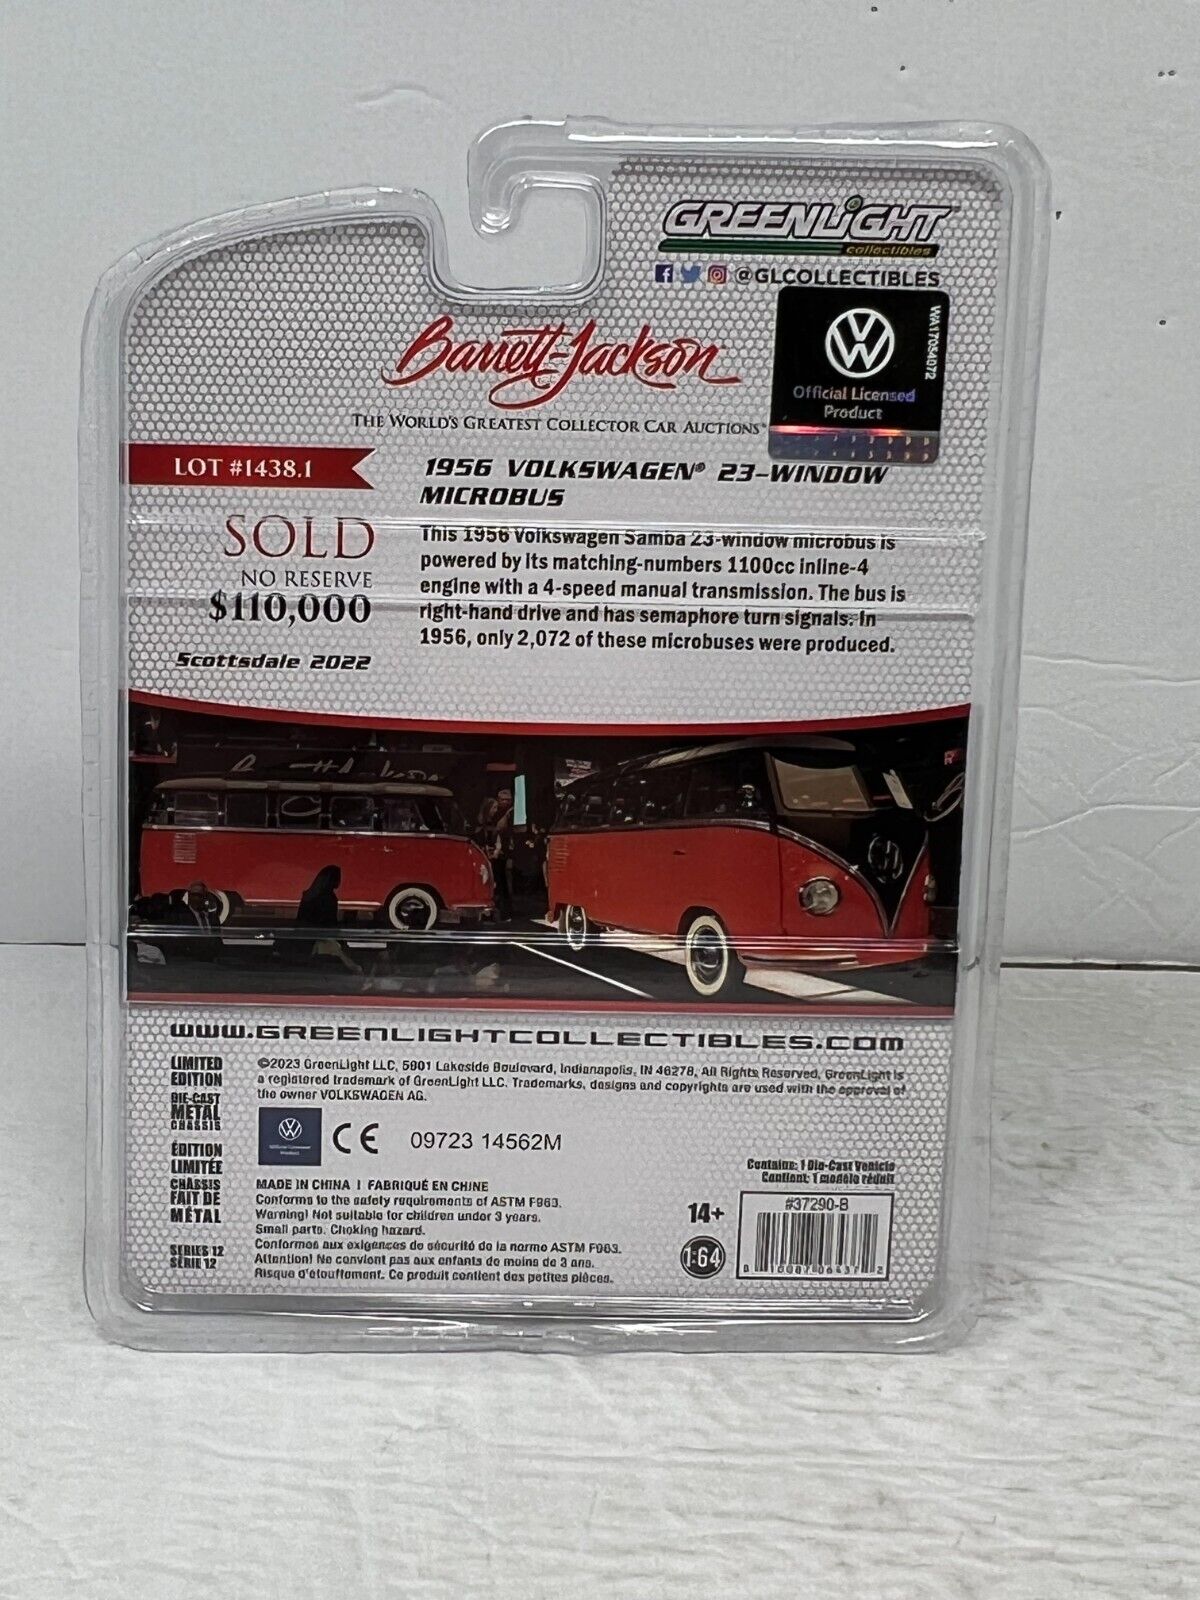 GREENLiGHT
collectibles
@GLCOLLECTIBLES
Barrett-Jackson
THE WORLD'S GREATEST COLLECTOR CAR AUCTIONS
Official Licensed
Product
LOT #1438.1
SOLD
NO RESERVE
$110,000
Scottsdale 2022
1956 VOLKSWAGEN® 23-WINDOW
MICROBUS
This 1956 Volkswagen Samba 23-window microbus is
powered by its matching-numbers 1100cc inline-4
engine with a 4-speed manual transmission. The bus is
right-hand drive and has semaphore turn signals. In
1956, only 2,072 of these microbuses were produced.
WWW.GREENLIGHTCOLLECTIBLES.COM
LIMITED
EDITION
DIE-CAST
METAL
CHASSIS
ÉDITION
LIMITÉE
CHÂSSIS
FAIT DE
MÉTAL
SERIES 12
SÉRIE 12
©2023 GreenLight LLC, 5901 Lakeside Boulevard, Indianapolis, IN 46278, All Rights Reserved. GreenLight is
a registered trademark of GreenLight LLC. Trademarks, designs and copyrights are used with the approval of
the owner VOLKSWAGEN AG.
CE
09723 14562M
MADE IN CHINA | FABRIQUÉ EN CHINE
Conforms to the safety requirements of ASTM F963.
Warning! Not suitable for children under 3 years.
Small parts. Choking hazard.
Conformes aux exigences de sécurité de la norme ASTM F963.
Attention! Ne convient pas aux enfants de moins de 3 ans.
Risque d'étouffement. Ce produit contient des petites pièces.
Contains: 1 Die-Cast Vehicle
Contient: 1 modèle réduit
14+
1:64
#37290-B